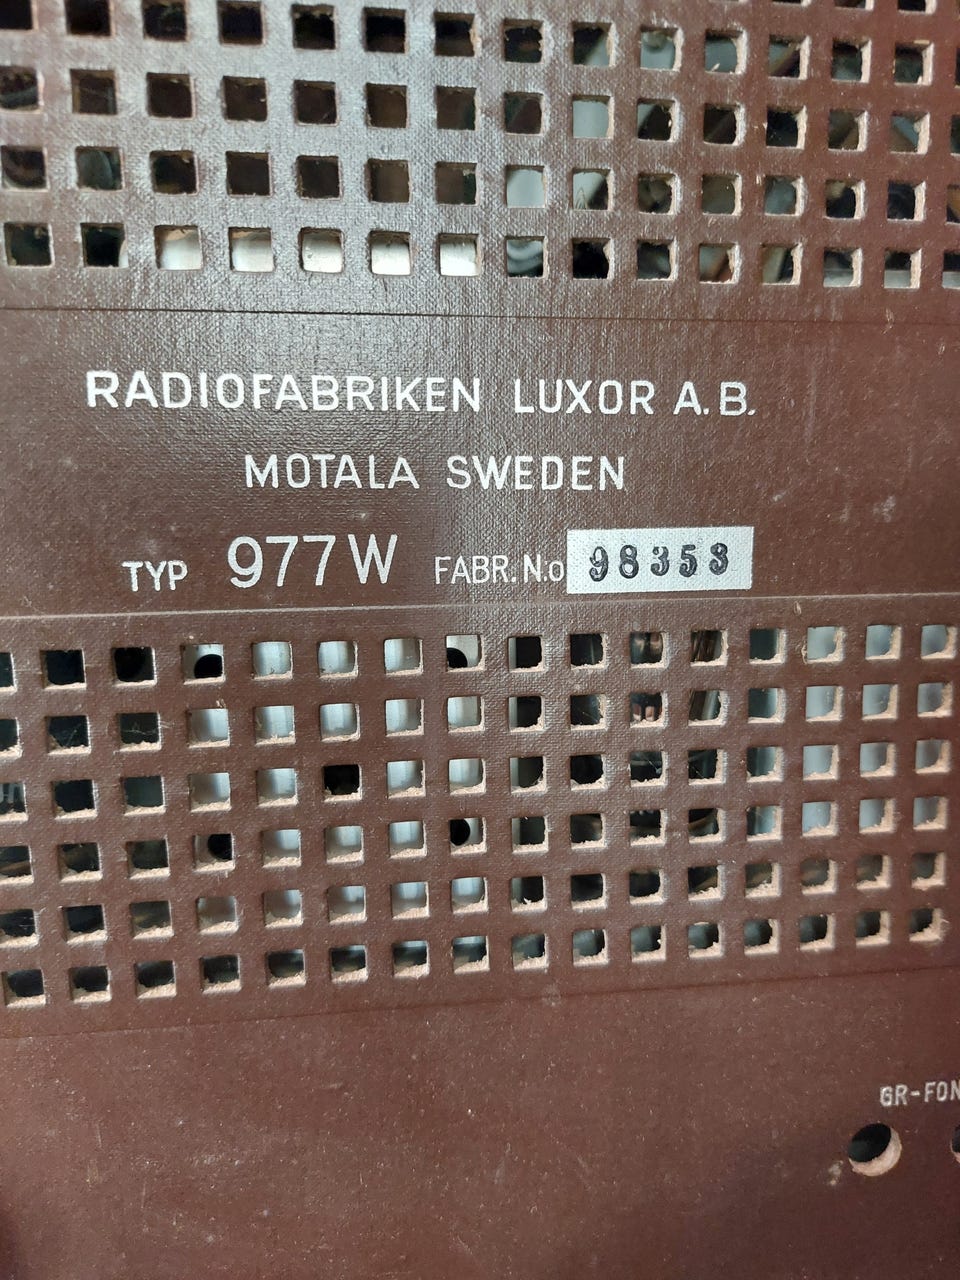 RADIOFABRIKEN LUXOR A.B.
MOTALA SWEDEN
TYP 977W FABR. N.o 98353
GR-FON